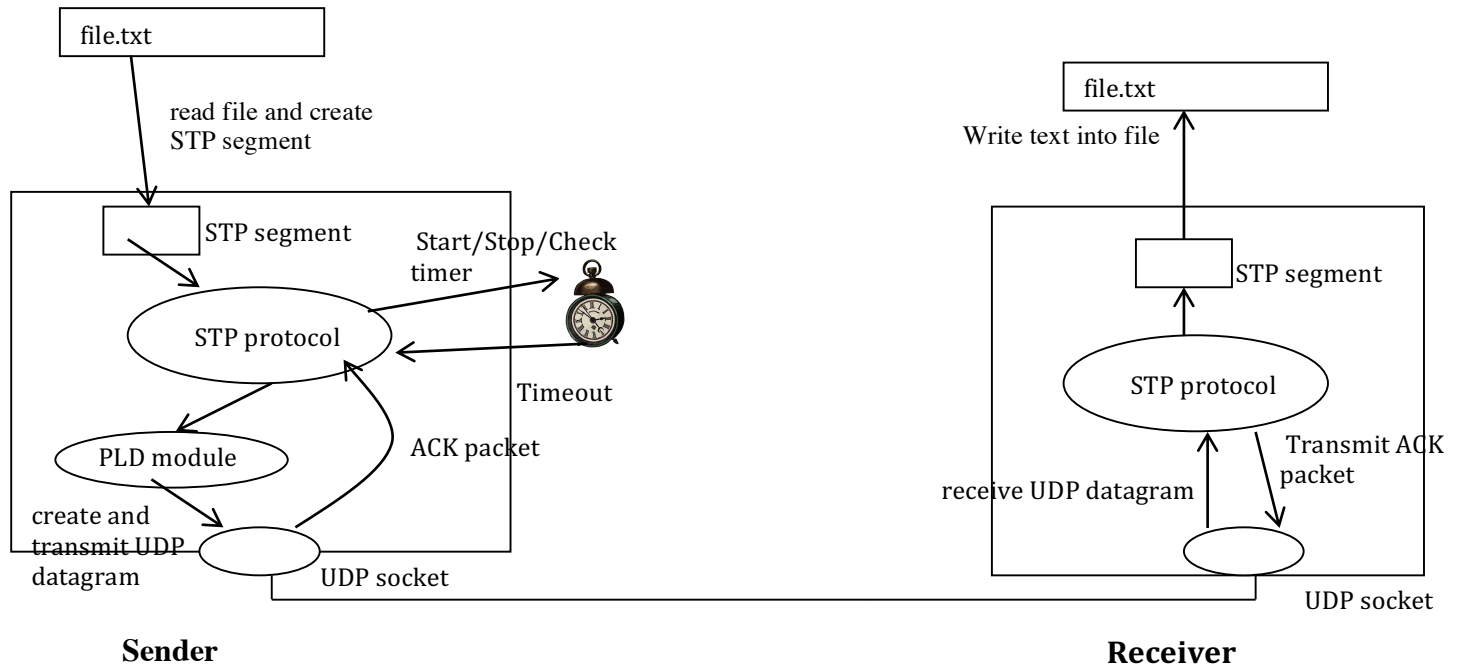 file.txt
read file and create
STP segment
STP segment
Start/Stop/Check
timer
STP protocol
Timeout
PLD module
ACK packet
create and
transmit UDP
datagram
UDP socket
Sender
file.txt
Write text into file
STP segment
STP protocol
Transmit ACK
packet
receive UDP datagram
UDP socket
Receiver